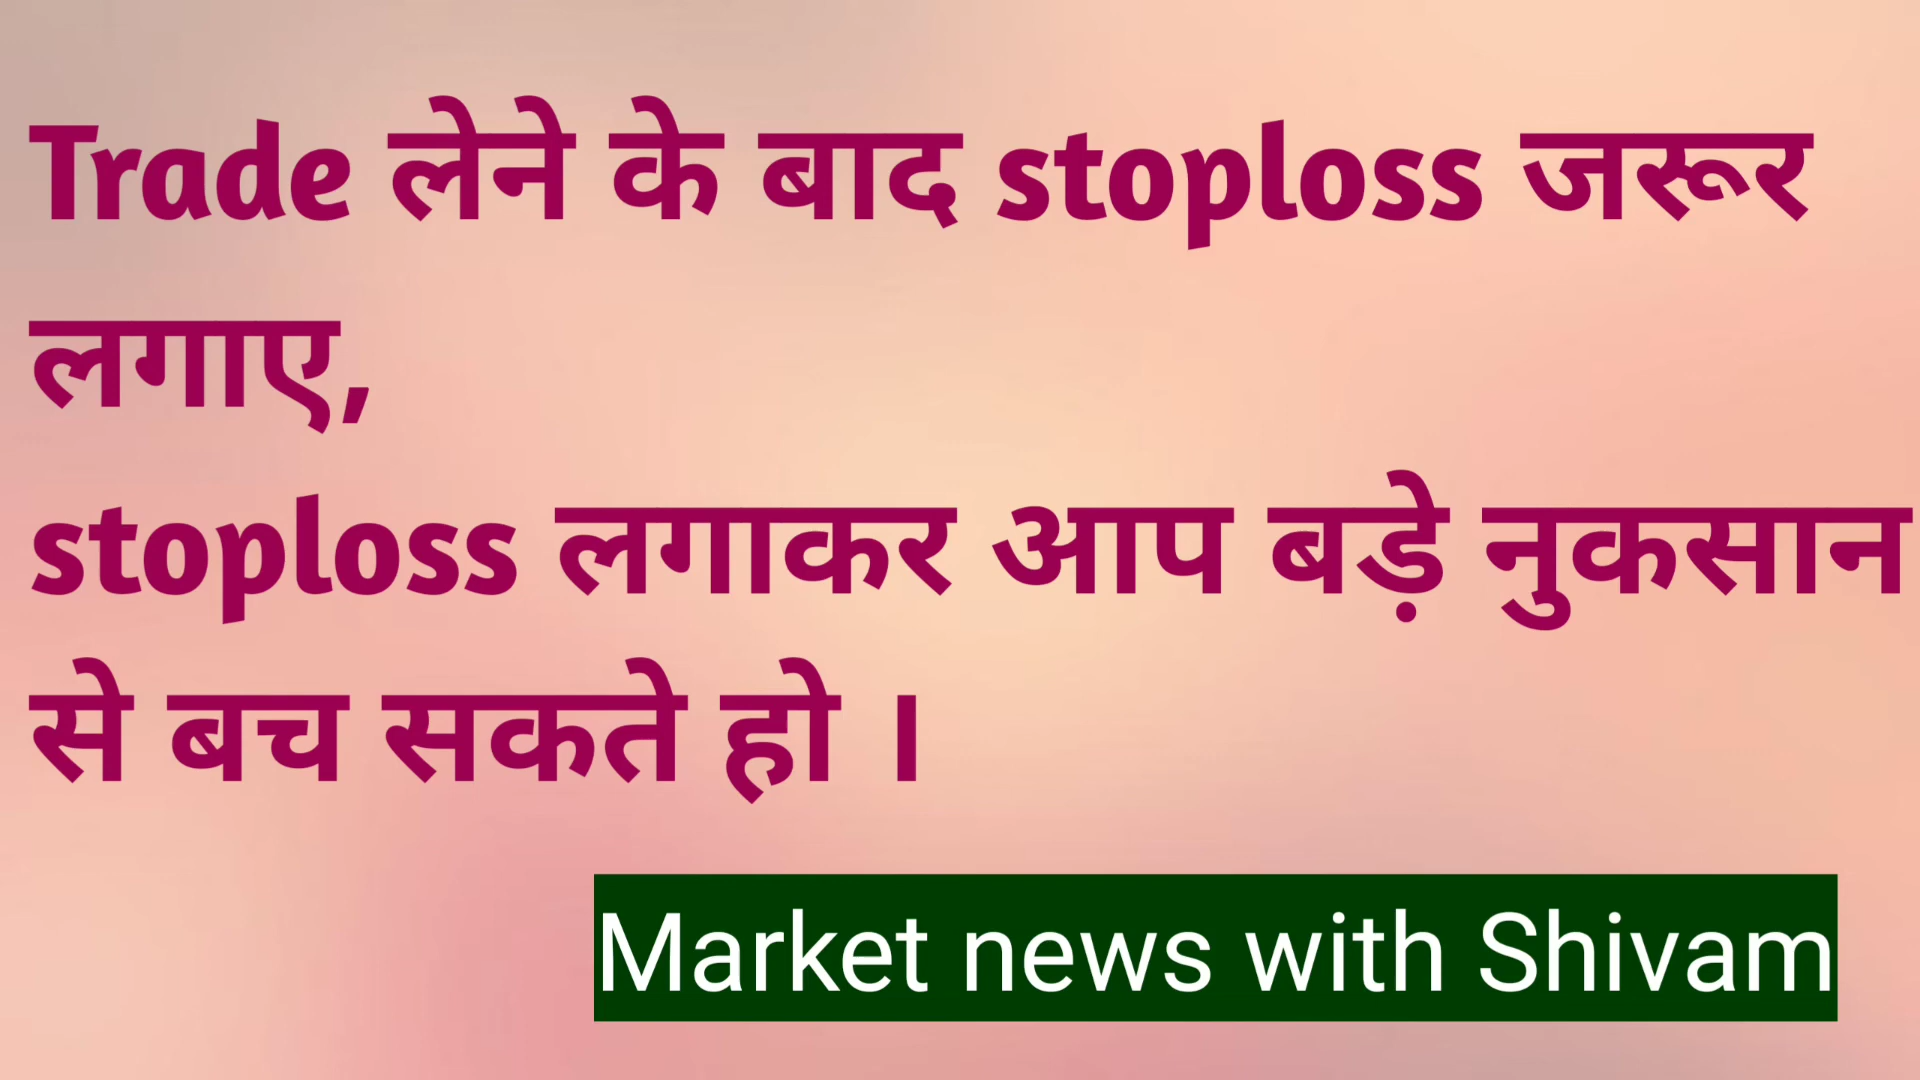 Trade लेने के बाद stoploss जरूर
लगाए,
stoploss लगाकर आप बड़े नुकसान
से बच सकते हो ।
Market news with Shivam